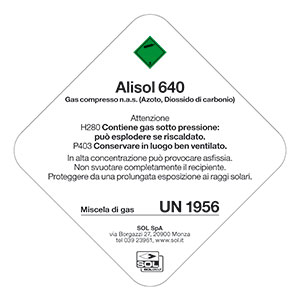 Alisol 640
Gas compresso n.a.s. (Azoto, Diossido di carbonio)
Attenzione
H280 Contiene gas sotto pressione:
può esplodere se riscaldato.
P403 Conservare in luogo ben ventilato.
In alta concentrazione può provocare asfissia.
Non svuotare completamente il recipiente.
Proteggere da una prolungata esposizione ai raggi solari.
Miscela di gas UN 1956
SOL SpA
via Borgazzi 27, 20900 Monza
tel 039 23961, www.sol.it
SOL
SOLGROUP